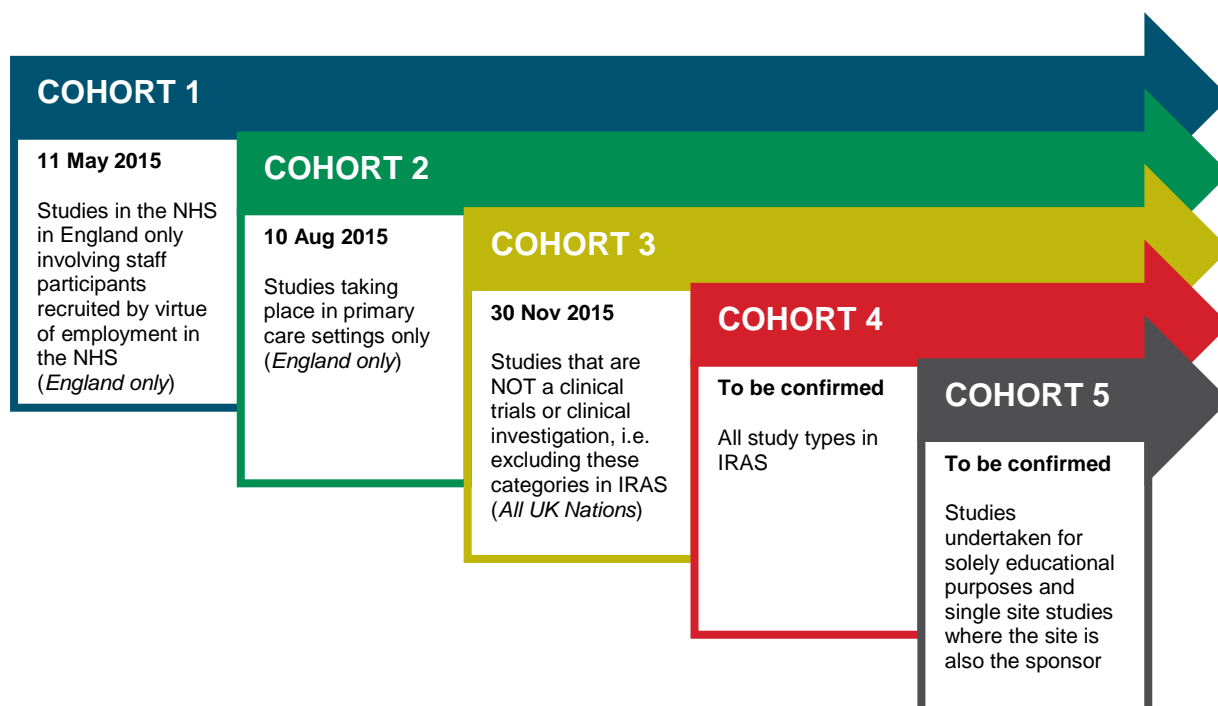 COHORT 1
11 May 2015
Studies in the NHS
in England only
involving staff
participants
recruited by virtue
of employment in
the NHS
(England only)
COHORT 2
10 Aug 2015
Studies taking
place in primary
care settings only
(England only)
COHORT 3
30 Nov 2015
Studies that are
NOT a clinical
trials or clinical
investigation, i.e.
excluding these
categories in IRAS
(All UK Nations)
COHORT 4
To be confirmed
All study types in
IRAS
COHORT 5
To be confirmed
Studies
undertaken for
solely educational
purposes and
single site studies
where the site is
also the sponsor